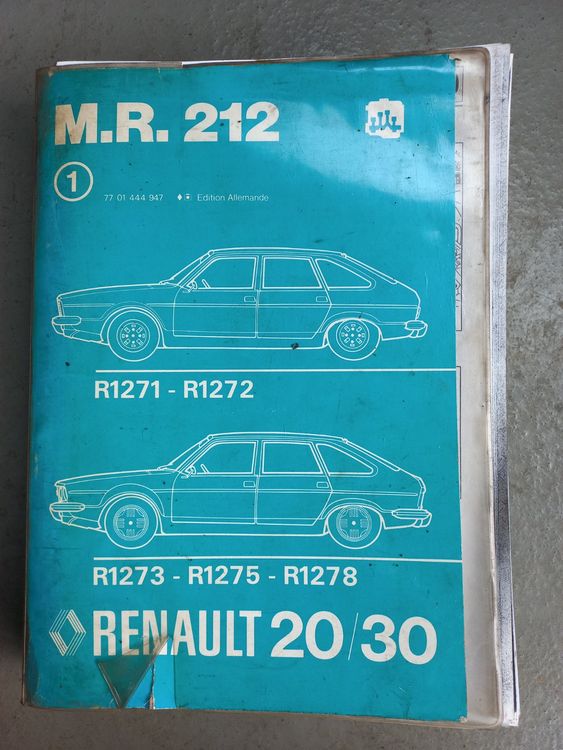 M.R. 212
1
77 01 444 947 Edition Allemande
R1271 - R1272
R1273 - R1275 - R1278
RENAULT 20/30